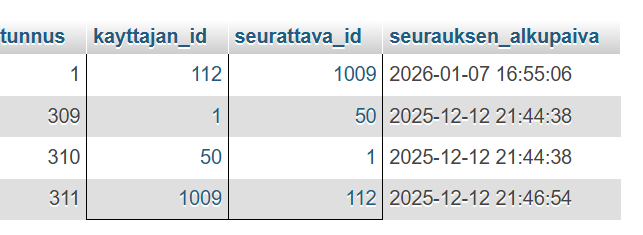 tunnus kayttajan_id seurattava_id seurauksen_alkupaiva
1 112 1009 2026-01-07 16:55:06
309 1 50 2025-12-12 21:44:38
310 50 1 2025-12-12 21:44:38
311 1009 112 2025-12-12 21:46:54